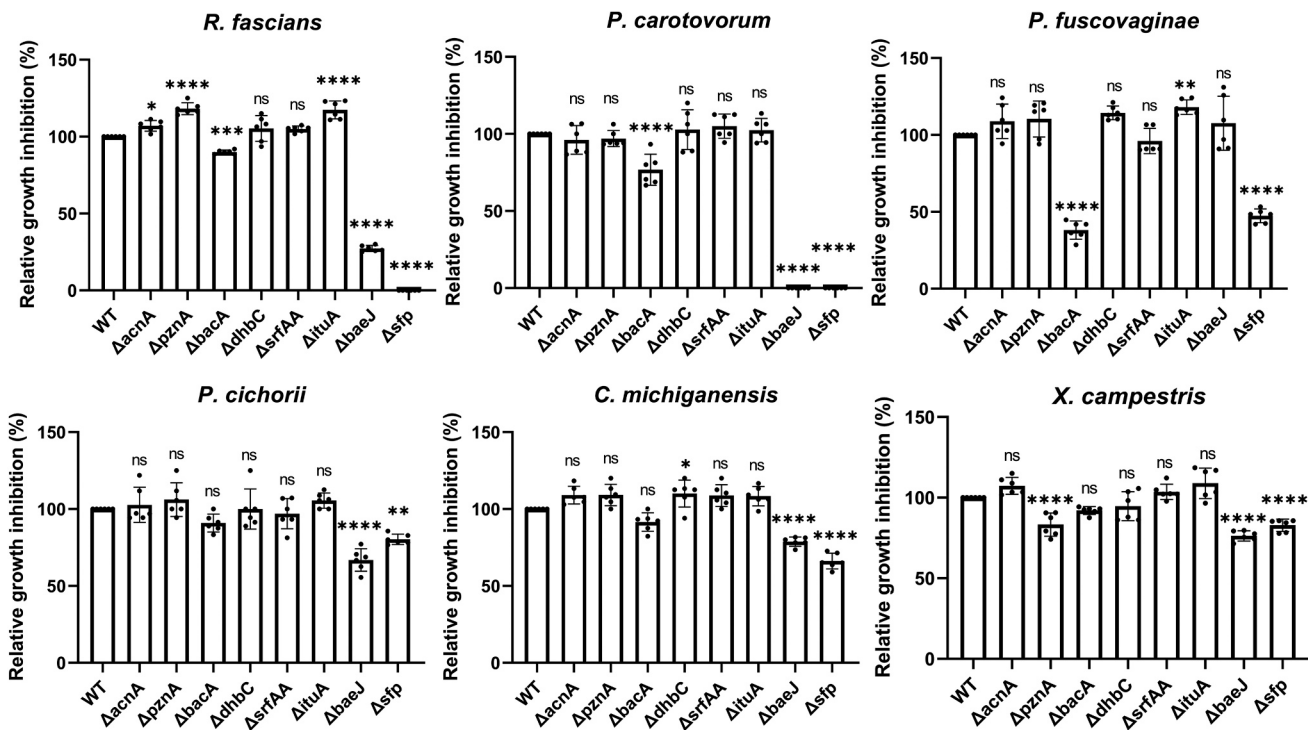 R. fascians
Relative growth inhibition (%)
150
100
50
0
*
****
***
ns
ns
****
****
****
WT
ΔacnA
ΔpznA
ΔbacA
ΔdhbC
ΔsrfAA
ΔituA
ΔbaeJ
Δsfp
P. carotovorum
Relative growth inhibition (%)
150
100
50
0
ns
ns
****
ns
ns
ns
****
****
WT
ΔacnA
ΔpznA
ΔbacA
ΔdhbC
ΔsrfAA
ΔituA
ΔbaeJ
Δsfp
P. fuscovaginae
Relative growth inhibition (%)
150
100
50
0
ns
ns
****
ns
ns
**
ns
****
WT
ΔacnA
ΔpznA
ΔbacA
ΔdhbC
ΔsrfAA
ΔituA
ΔbaeJ
Δsfp
P. cichorii
Relative growth inhibition (%)
150
100
50
0
ns
ns
ns
ns
ns
ns
****
**
WT
ΔacnA
ΔpznA
ΔbacA
ΔdhbC
ΔsrfAA
ΔituA
ΔbaeJ
Δsfp
C. michiganensis
Relative growth inhibition (%)
150
100
50
0
ns
ns
ns
*
ns
ns
****
****
WT
ΔacnA
ΔpznA
ΔbacA
ΔdhbC
ΔsrfAA
ΔituA
ΔbaeJ
Δsfp
X. campestris
Relative growth inhibition (%)
150
100
50
0
ns
****
ns
ns
ns
ns
****
****
WT
ΔacnA
ΔpznA
ΔbacA
ΔdhbC
ΔsrfAA
ΔituA
ΔbaeJ
Δsfp